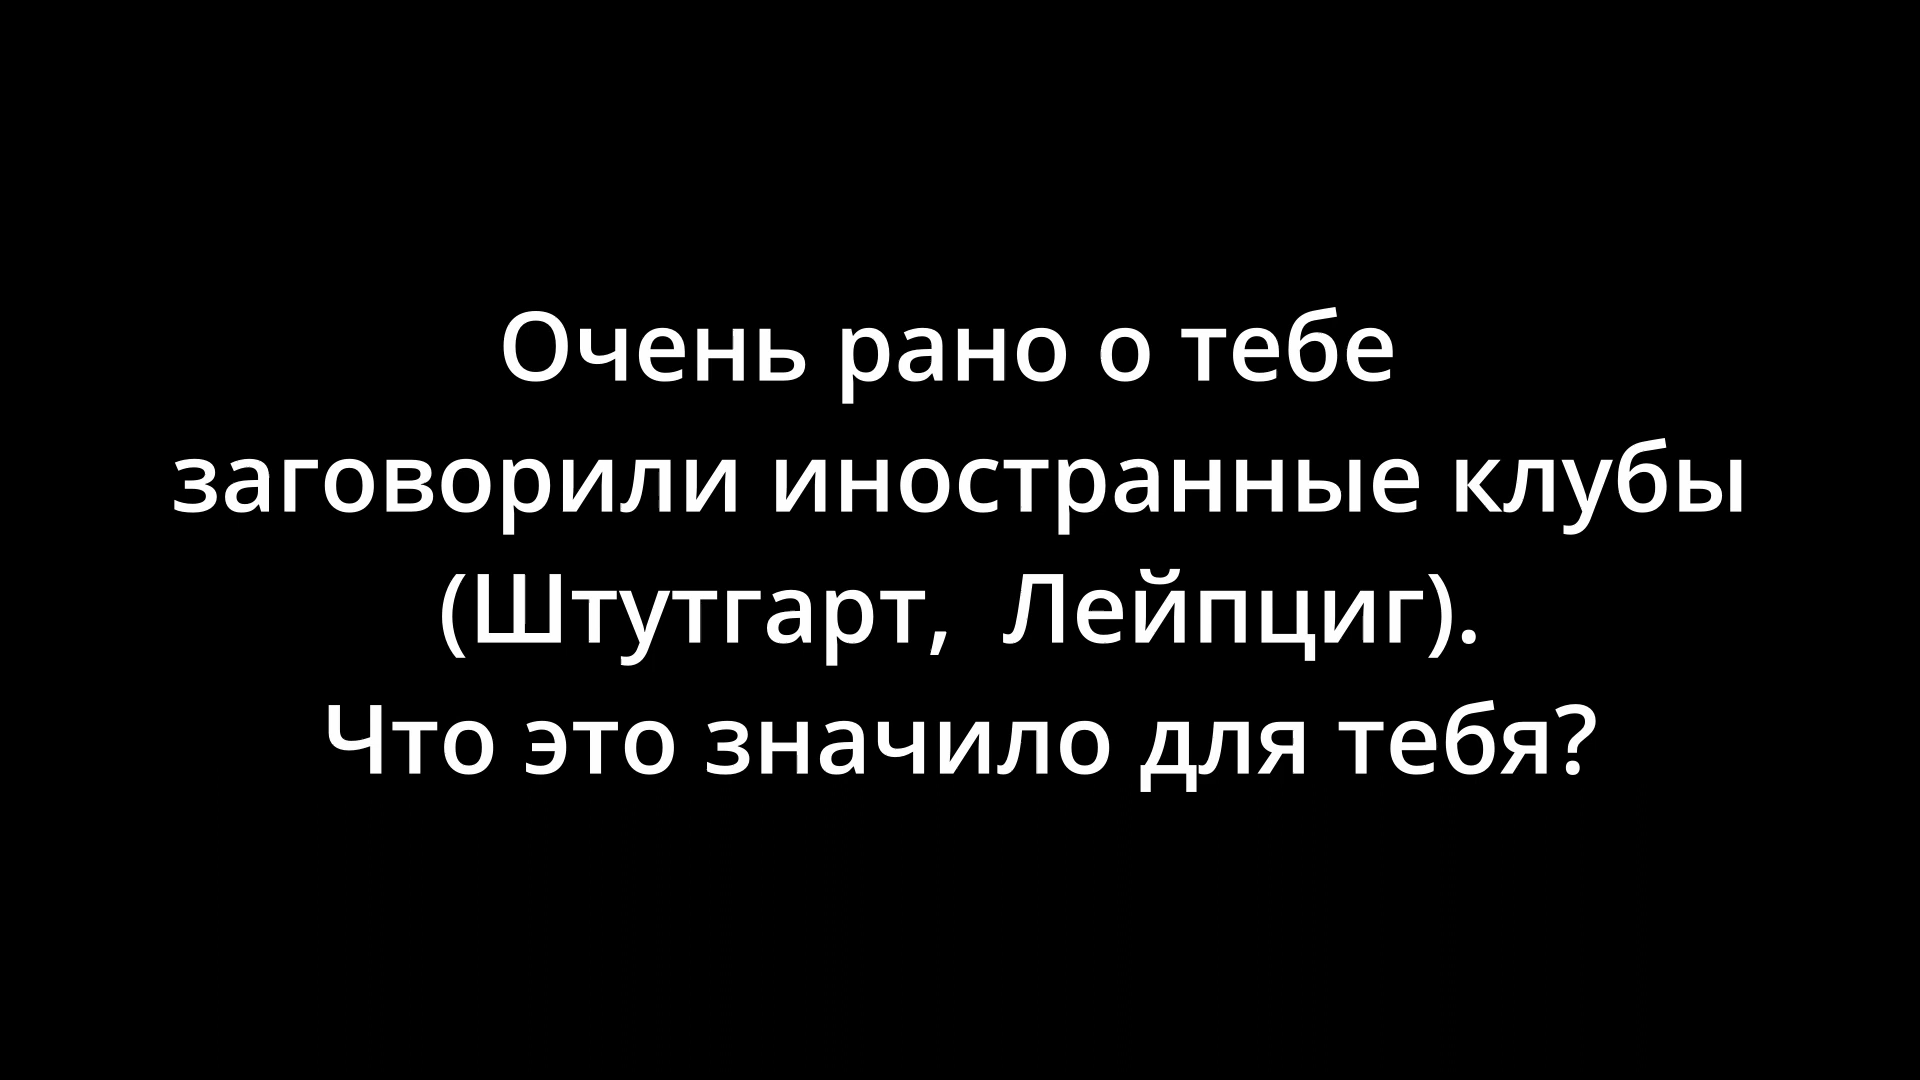 Очень рано о тебе
заговорили иностранные клубы
(Штутгарт,  Лейпциг).
Что это значило для тебя?